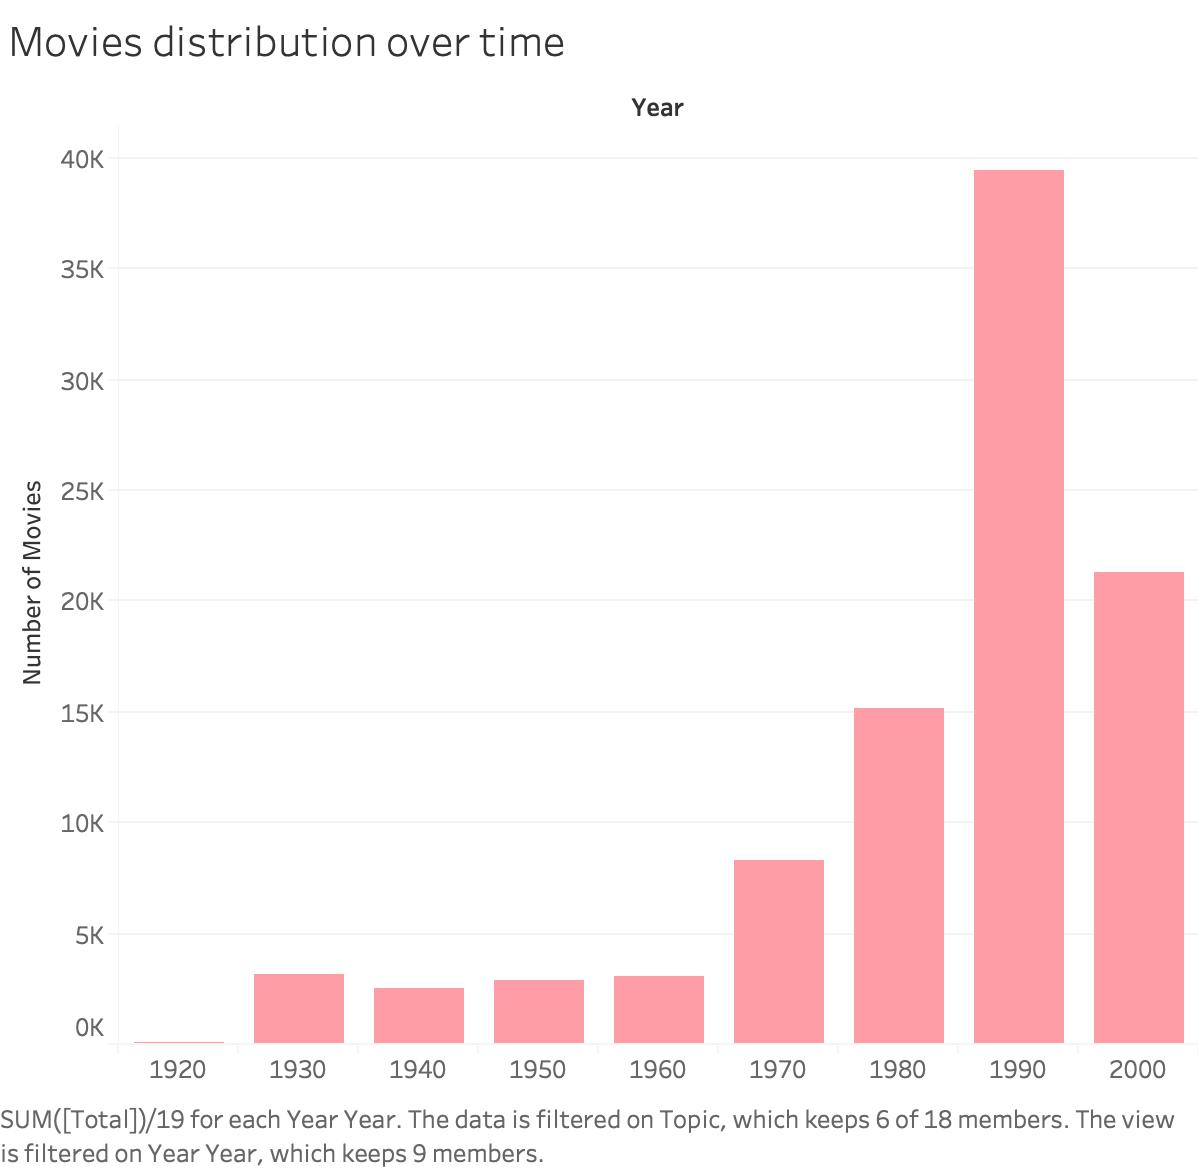 Movies distribution over time
Year
40K
35K
30K
25K
20K
15K
10K
5K
0K
Number of Movies
1920 1930 1940 1950 1960 1970 1980 1990 2000
SUM([Total])/19 for each Year Year. The data is filtered on Topic, which keeps 6 of 18 members. The view
is filtered on Year Year, which keeps 9 members.